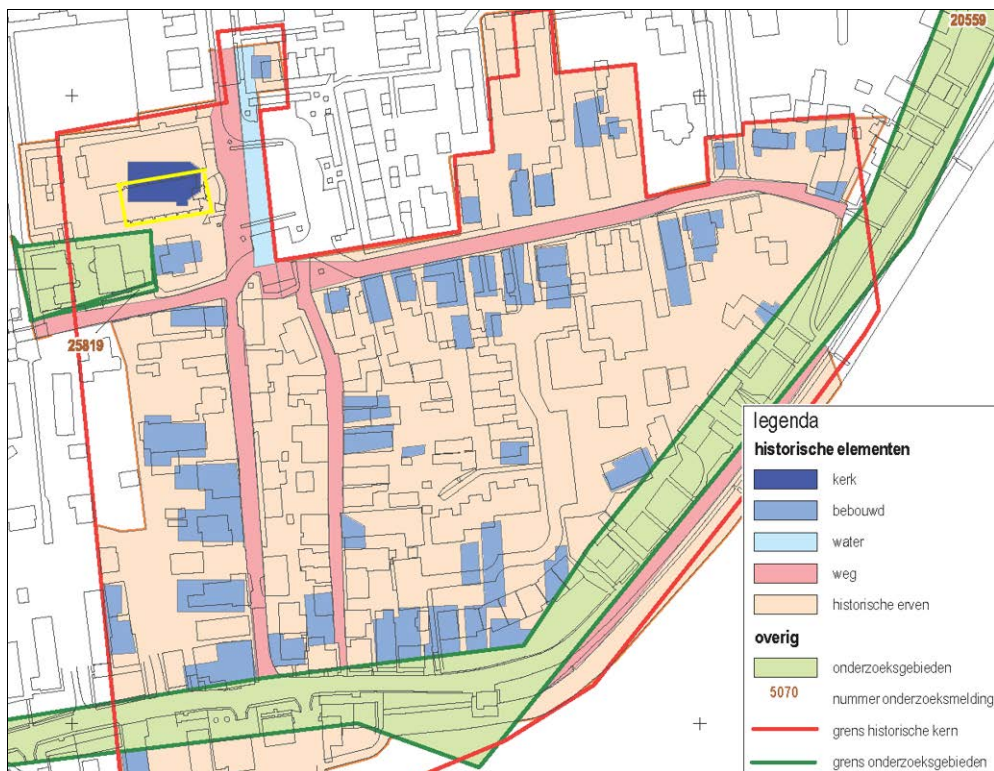 20559
25819
legenda
historische elementen
kerk
bebouwd
water
weg
historische erven
overig
onderzoeksgebieden
5070 nummer onderzoeksmelding
grens historische kern
grens onderzoeksgebieden